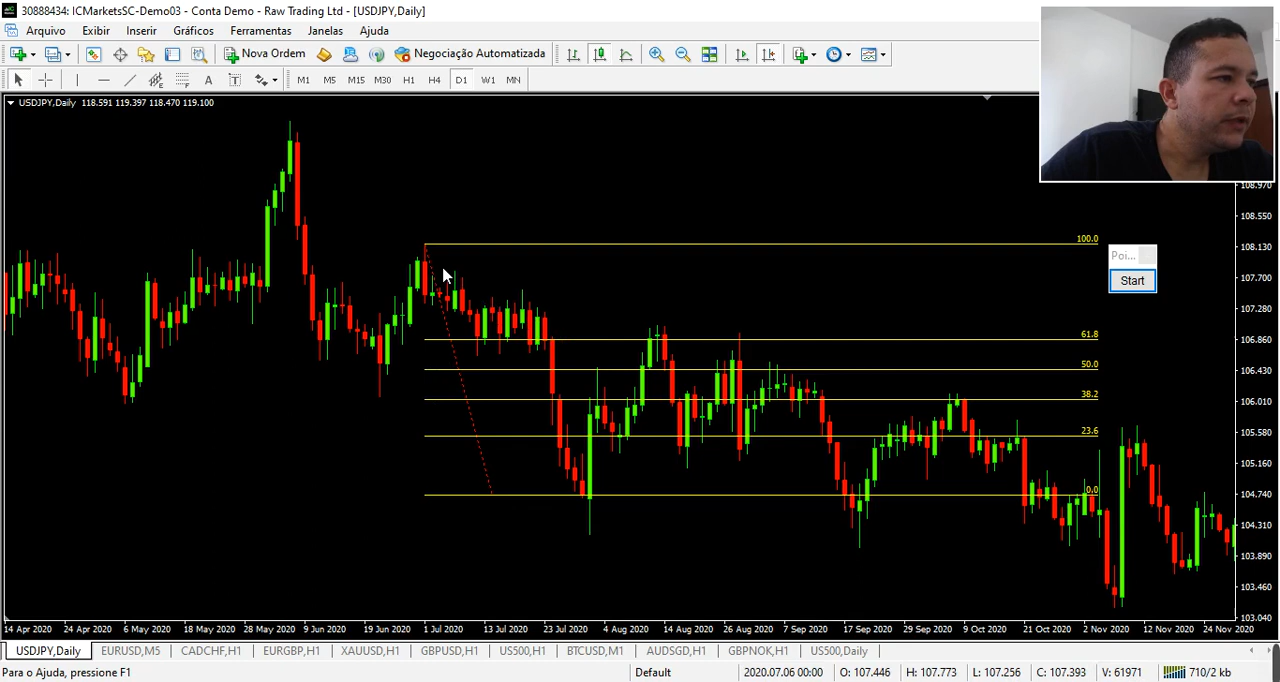 30888434: ICMarketsSC-Demo03 - Conta Demo - Raw Trading Ltd - [USDJPY,Daily]
Arquivo Exibir Inserir Gráficos Ferramentas Janelas Ajuda
Nova Ordem Negociação Automatizada
A T M1 M5 M15 M30 H1 H4 D1 W1 MN
USDJPY,Daily 118.591 119.397 118.470 119.100
108.970
108.550
100.0
108.130
Poi...
Start
107.700
107.280
61.8
106.860
50.0
106.430
38.2
106.010
23.6
105.580
105.160
0.0
104.740
104.310
103.890
103.460
103.040
14 Apr 2020 24 Apr 2020 6 May 2020 18 May 2020 28 May 2020 9 Jun 2020 19 Jun 2020 1 Jul 2020 13 Jul 2020 23 Jul 2020 4 Aug 2020 14 Aug 2020 26 Aug 2020 7 Sep 2020 17 Sep 2020 29 Sep 2020 9 Oct 2020 21 Oct 2020 2 Nov 2020 12 Nov 2020 24 Nov 2020
USDJPY,Daily EURUSD,M5 CADCHF,H1 EURGBP,H1 XAUUSD,H1 GBPUSD,H1 US500,H1 BTCUSD,M1 AUDSGD,H1 GBPNOK,H1 US500,Daily
Para o Ajuda, pressione F1 Default 2020.07.06 00:00 O: 107.446 H: 107.773 L: 107.256 C: 107.393 V: 61971 710/2 kb